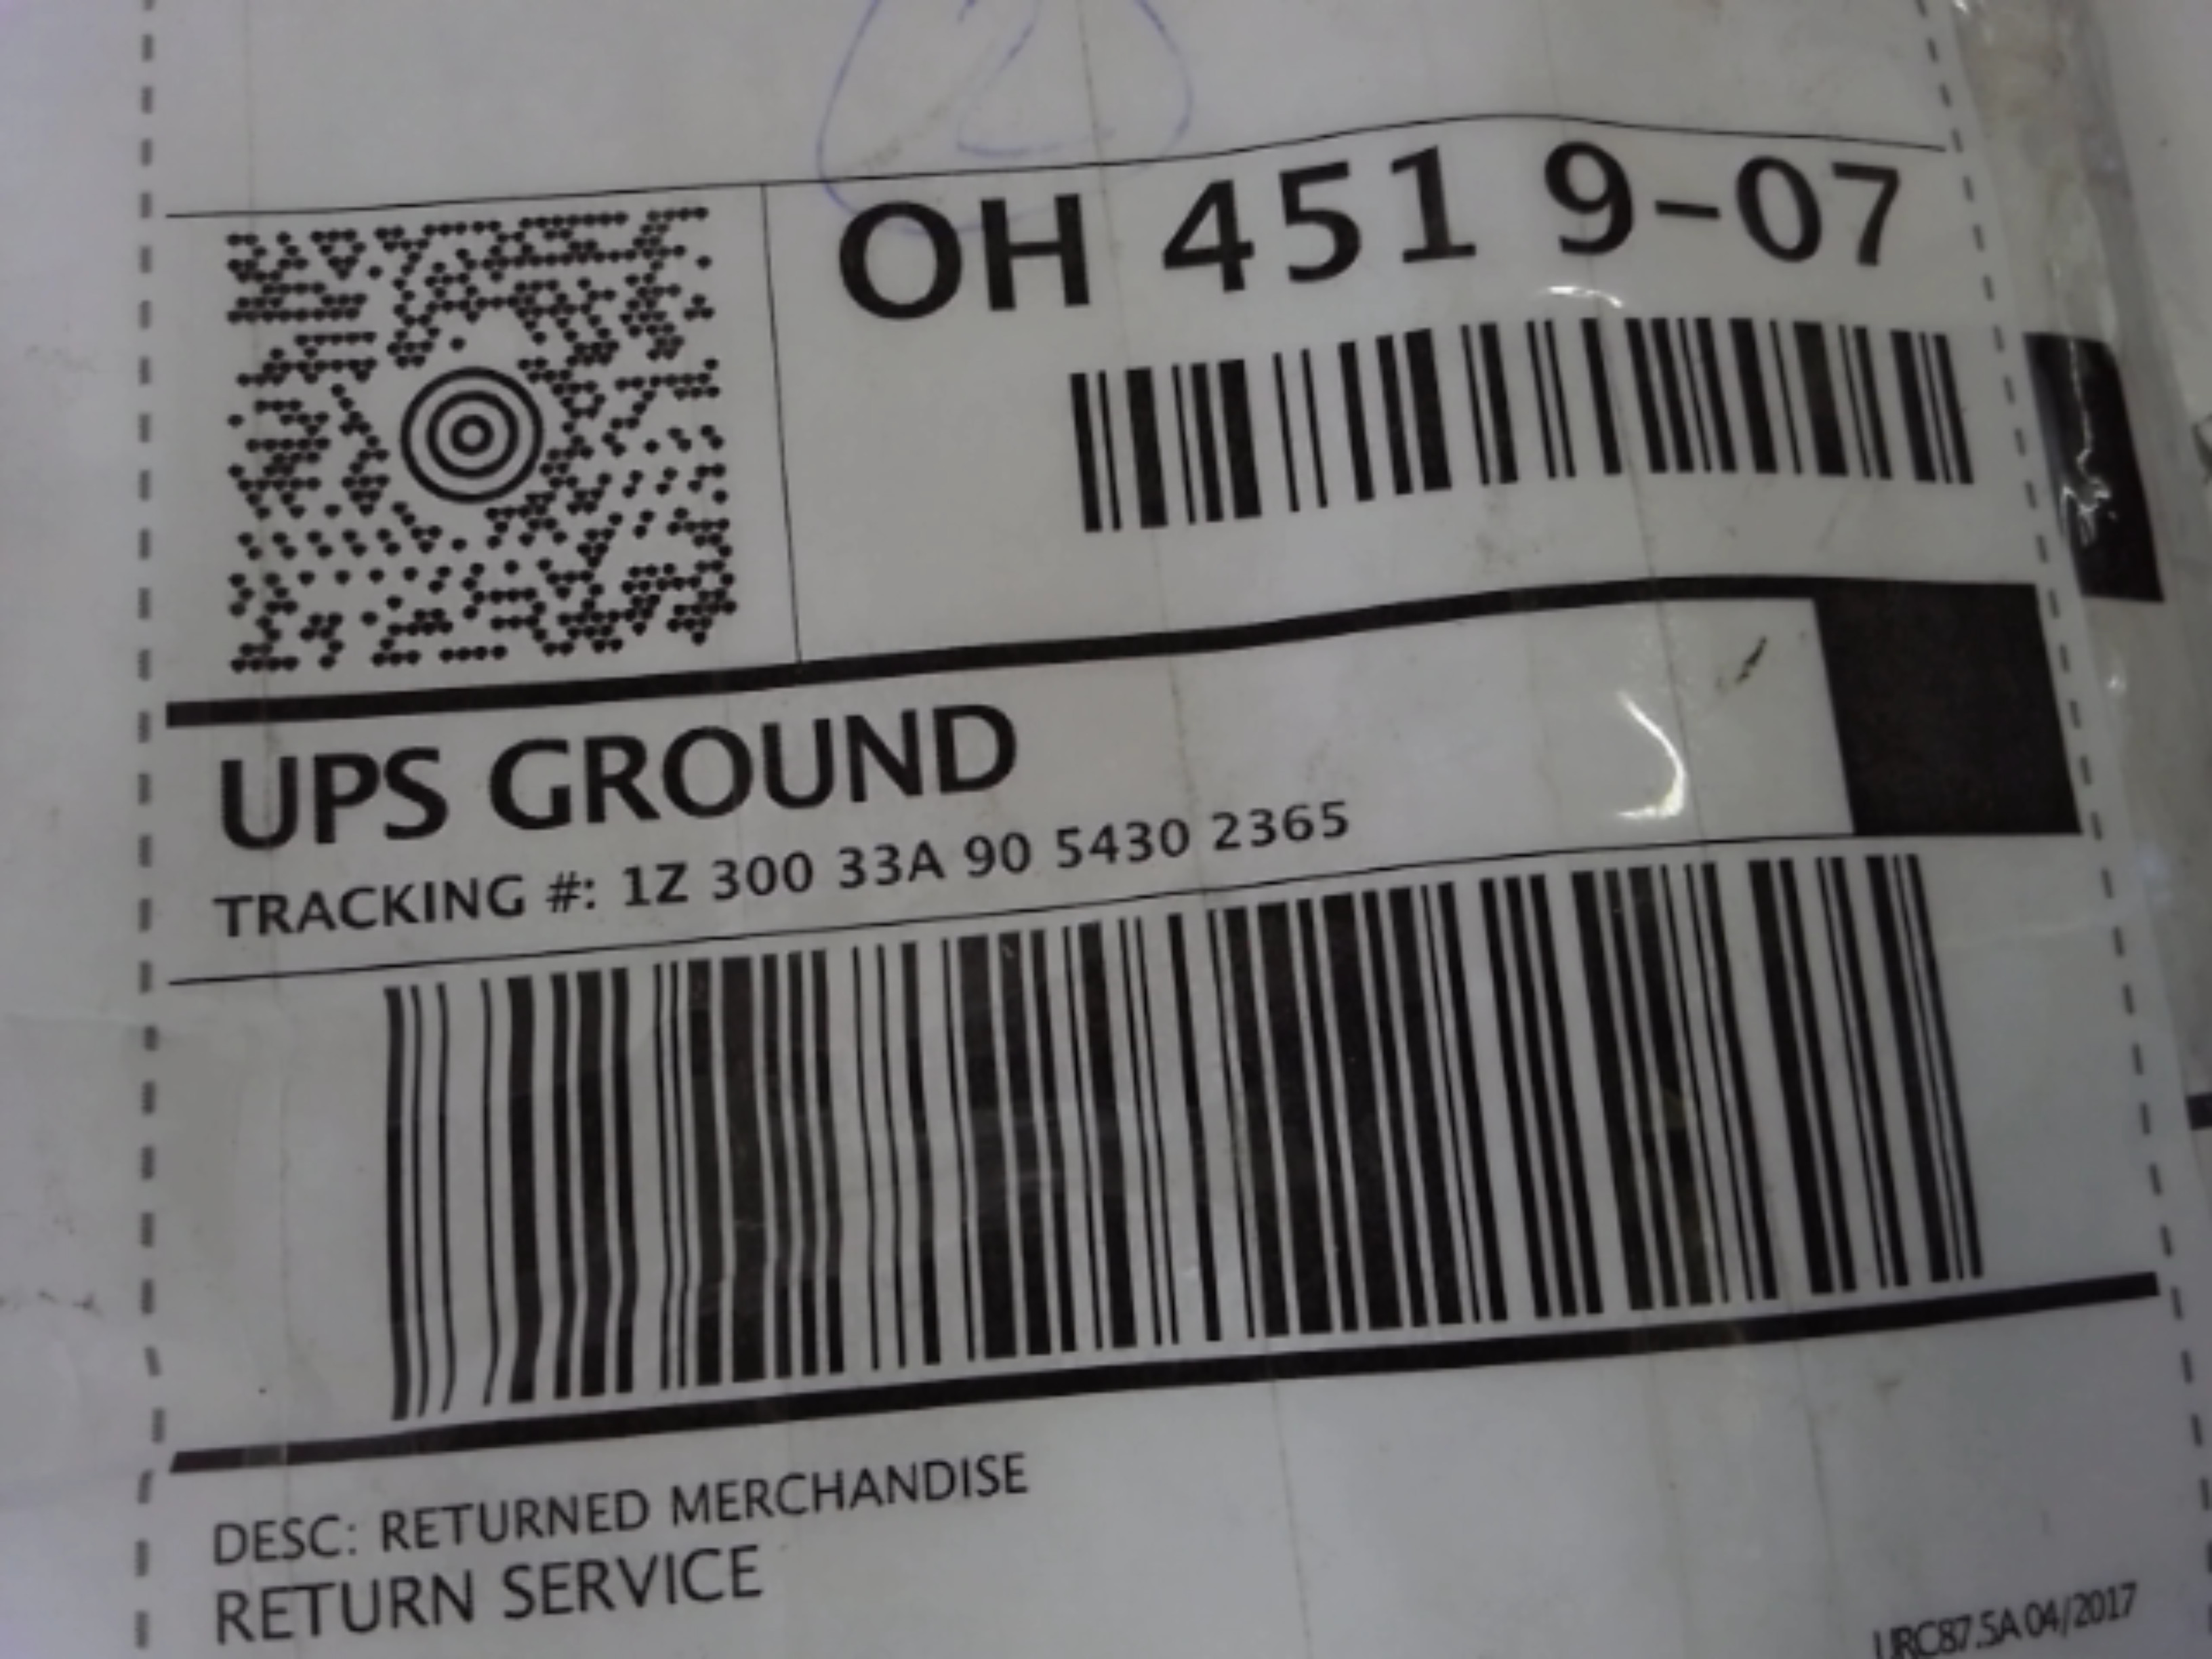 2
OH 451 9-07
UPS GROUND
TRACKING #: 1Z 300 33A 90 5430 2365
DESC: RETURNED MERCHANDISE
RETURN SERVICE
URC87.5A 04/2017